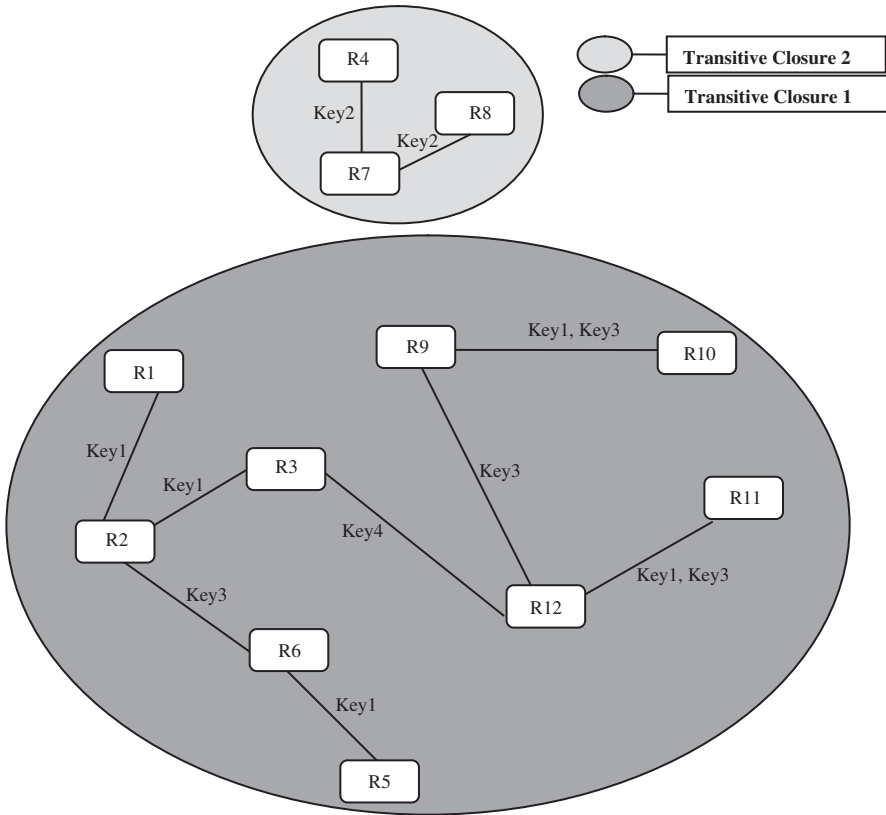 R4
Transitive Closure 2
Transitive Closure 1
Key2
R8
Key2
R7
Key1, Key3
R9
R10
R1
Key1
R3
Key1
Key3
R11
Key4
R2
Key1, Key3
Key3
R12
R6
Key1
R5